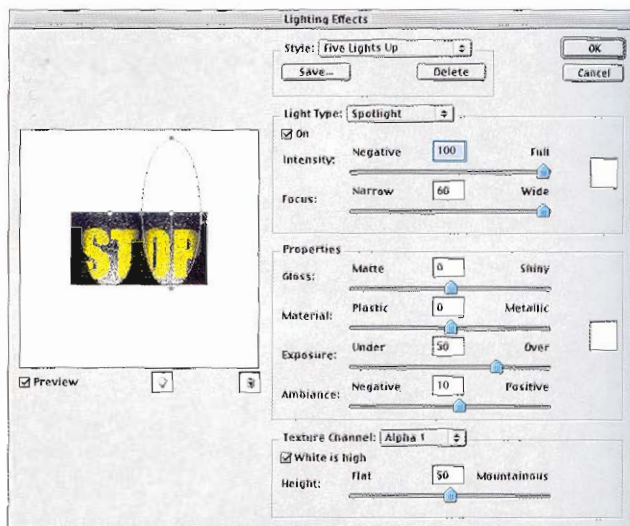 Lighting Effects
Style: Five Lights Up
OK
Save...
Delete
Cancel
Light Type: Spotlight
On
Intensity: Negative 100 Full
Focus: Narrow 60 Wide
STOP
Properties
Gloss: Matte 0 Shiny
Material: Plastic 0 Metallic
Exposure: Under 50 Over
Ambiance: Negative 10 Positive
Preview
Texture Channel: Alpha 1
White is high
Height: Flat 50 Mountainous